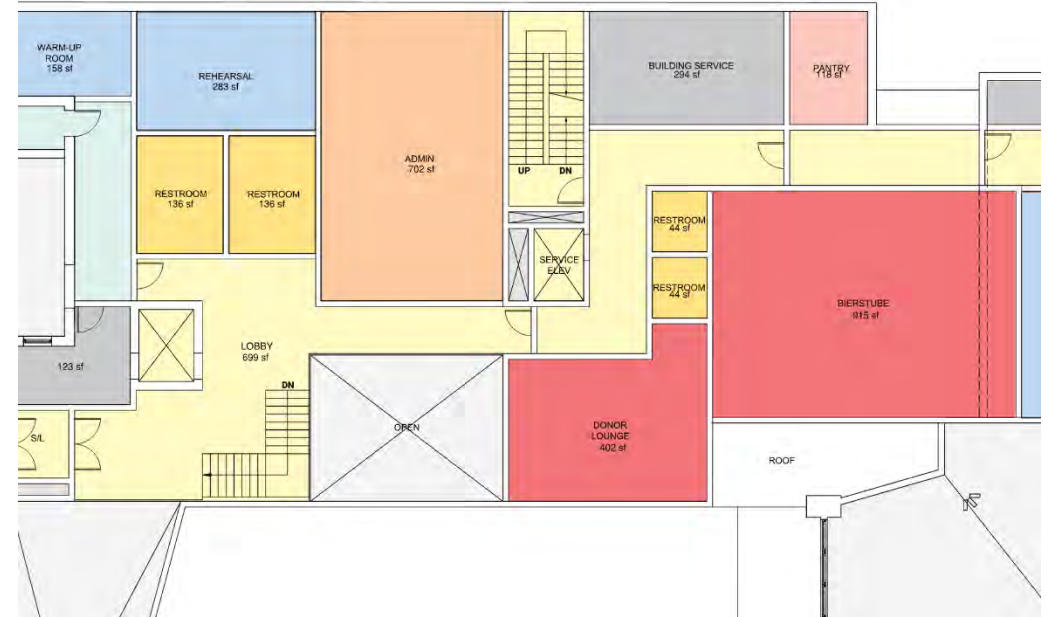 WARM-UP
ROOM
158 sf
REHEARSAL
283 sf
ADMIN
702 sf
UP
DN
BUILDING SERVICE
294 sf
PANTRY
118 sf
RESTROOM
136 sf
RESTROOM
136 sf
RESTROOM
44 sf
SERVICE
ELEV
RESTROOM
44 sf
BIERSTUBE
915 sf
LOBBY
699 sf
123 sf
DN
OPEN
DONOR
LOUNGE
402 sf
S/L
ROOF